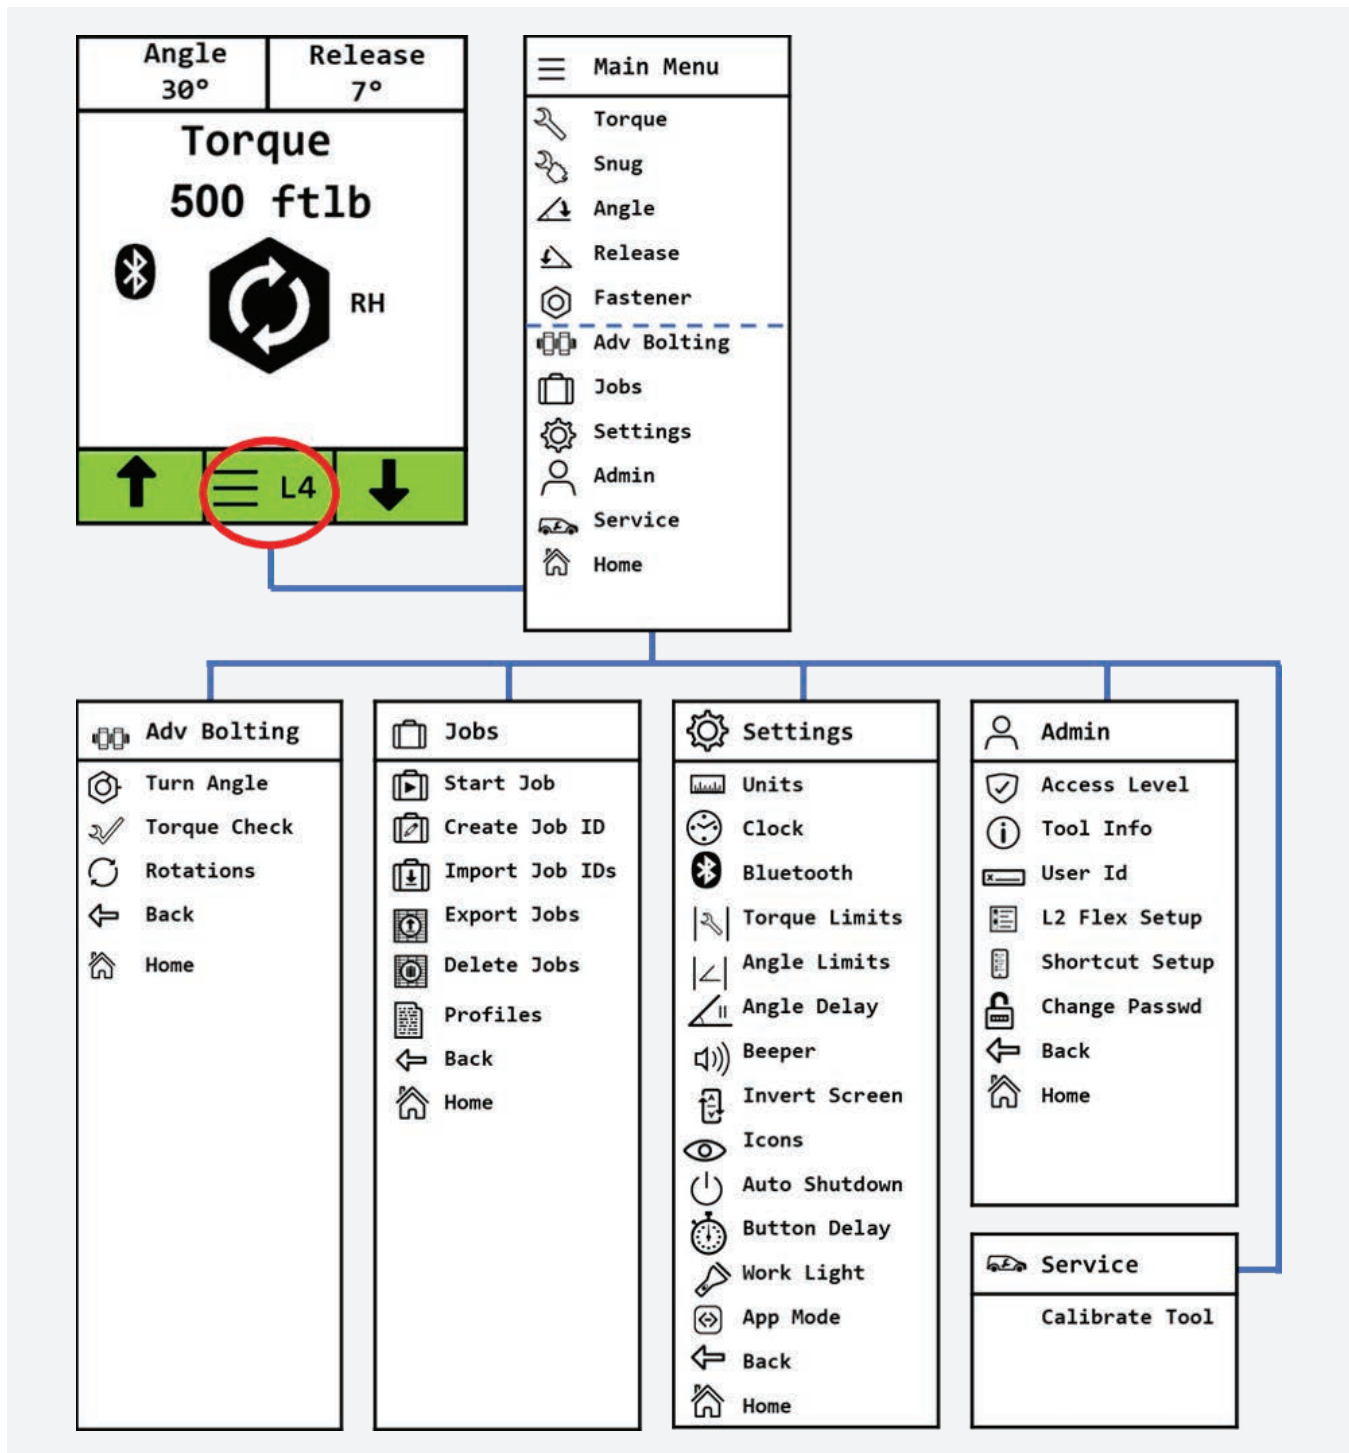 Angle
30°
Release
7°
Torque
500 ftlb
RH
L4
Main Menu
Torque
Snug
Angle
Release
Fastener
Adv Bolting
Jobs
Settings
Admin
Service
Home
Adv Bolting
Turn Angle
Torque Check
Rotations
Back
Home
Jobs
Start Job
Create Job ID
Import Job IDs
Export Jobs
Delete Jobs
Profiles
Back
Home
Settings
Units
Clock
Bluetooth
Torque Limits
Angle Limits
Angle Delay
Beeper
Invert Screen
Icons
Auto Shutdown
Button Delay
Work Light
App Mode
Back
Home
Admin
Access Level
Tool Info
User Id
L2 Flex Setup
Shortcut Setup
Change Passwd
Back
Home
Service
Calibrate Tool